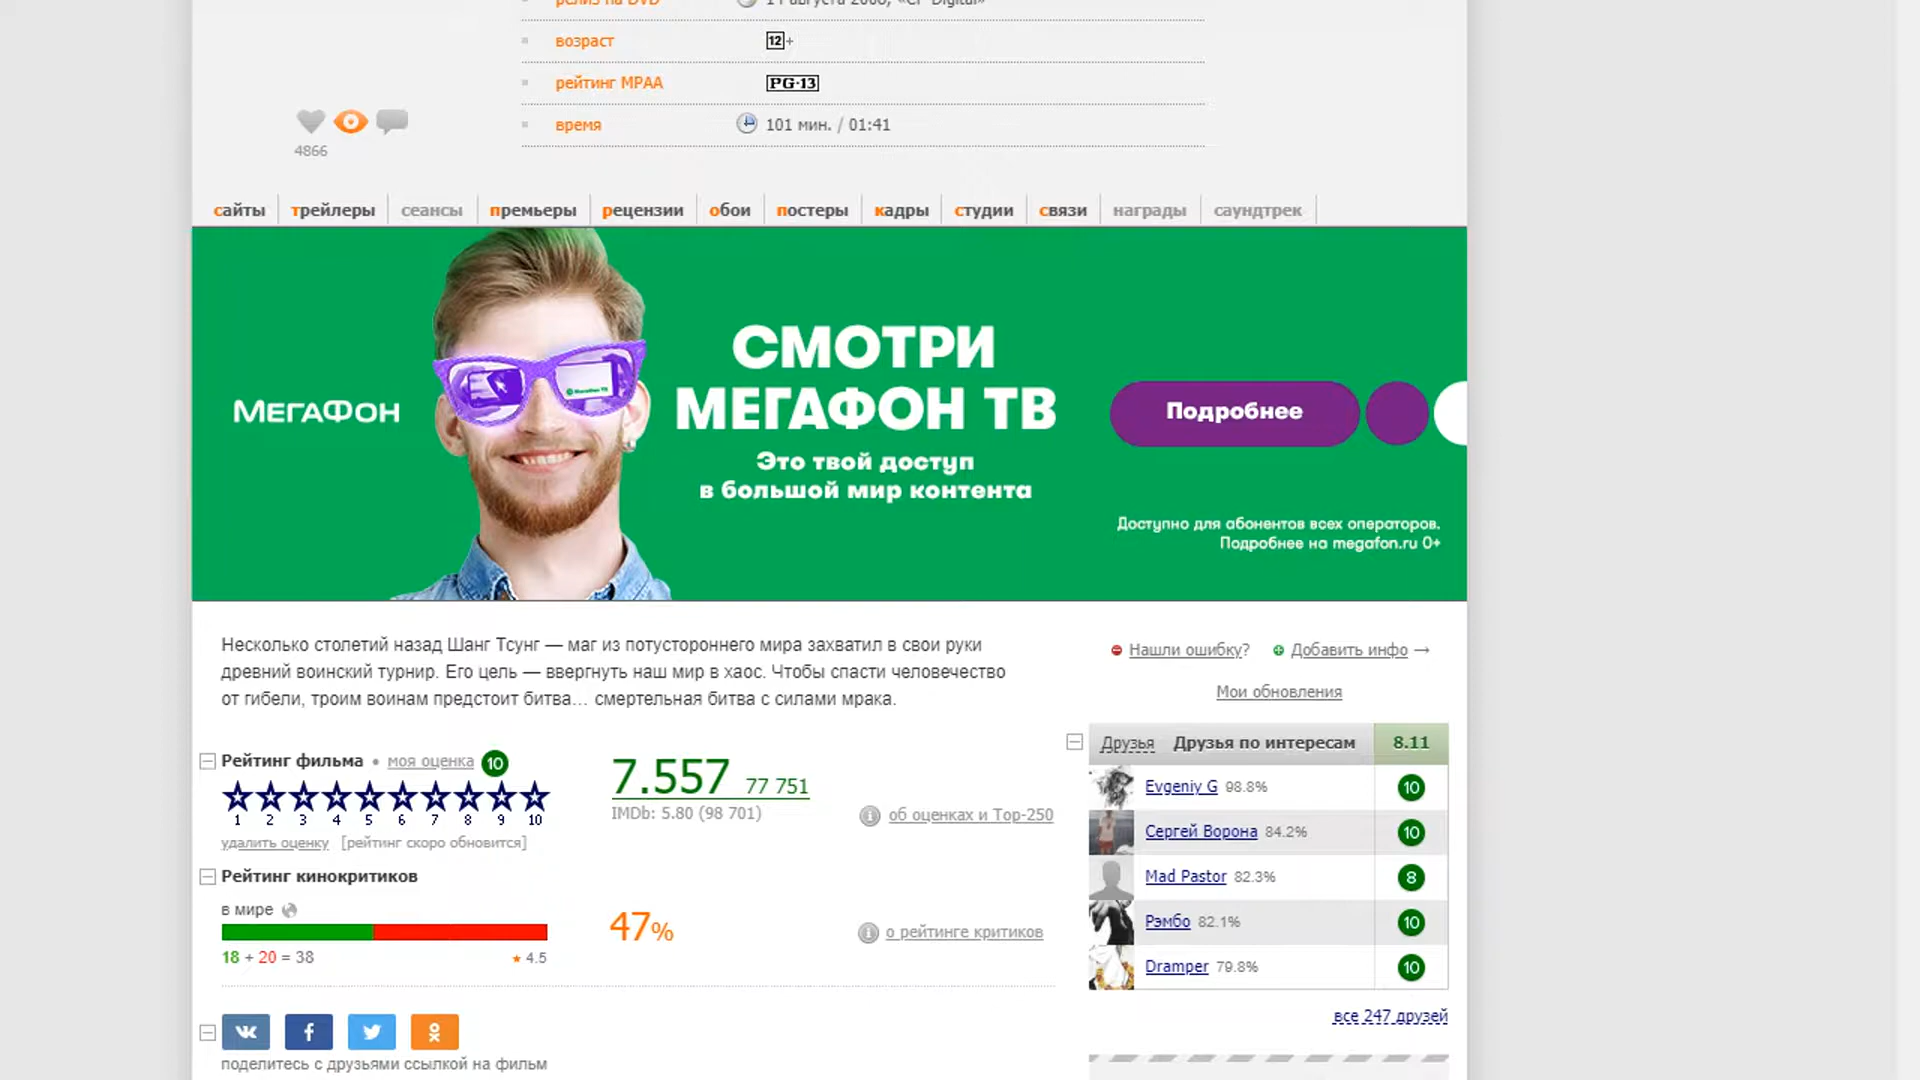 релиз на DVD 14 августа 2006, «CP Digital»
возраст 12+
рейтинг MPAA PG-13
время 101 мин. / 01:41
4866
сайты трейлеры сеансы премьеры рецензии обои постеры кадры студии связи награды саундтрек
МЕГАФОН
СМОТРИ
МЕГАФОН ТВ
Это твой доступ
в большой мир контента
Подробнее
Доступно для абонентов всех операторов.
Подробнее на megafon.ru 0+
Несколько столетий назад Шанг Тсунг — маг из потустороннего мира захватил в свои руки
древний воинский турнир. Его цель — ввергнуть наш мир в хаос. Чтобы спасти человечество
от гибели, троим воинам предстоит битва… смертельная битва с силами мрака.
Нашли ошибку? Добавить инфо →
Мои обновления
Рейтинг фильма • моя оценка 10
1 2 3 4 5 6 7 8 9 10
удалить оценку [рейтинг скоро обновится]
7.557 77 751
IMDb: 5.80 (98 701)
об оценках и Top-250
Рейтинг кинокритиков
в мире
18 + 20 = 38 4.5
47%
о рейтинге критиков
Друзья Друзья по интересам 8.11
Evgeniy G 98.8% 10
Сергей Ворона 84.2% 10
Mad Pastor 82.3% 8
Рэмбо 82.1% 10
Dramper 79.8% 10
все 247 друзей
поделитесь с друзьями ссылкой на фильм